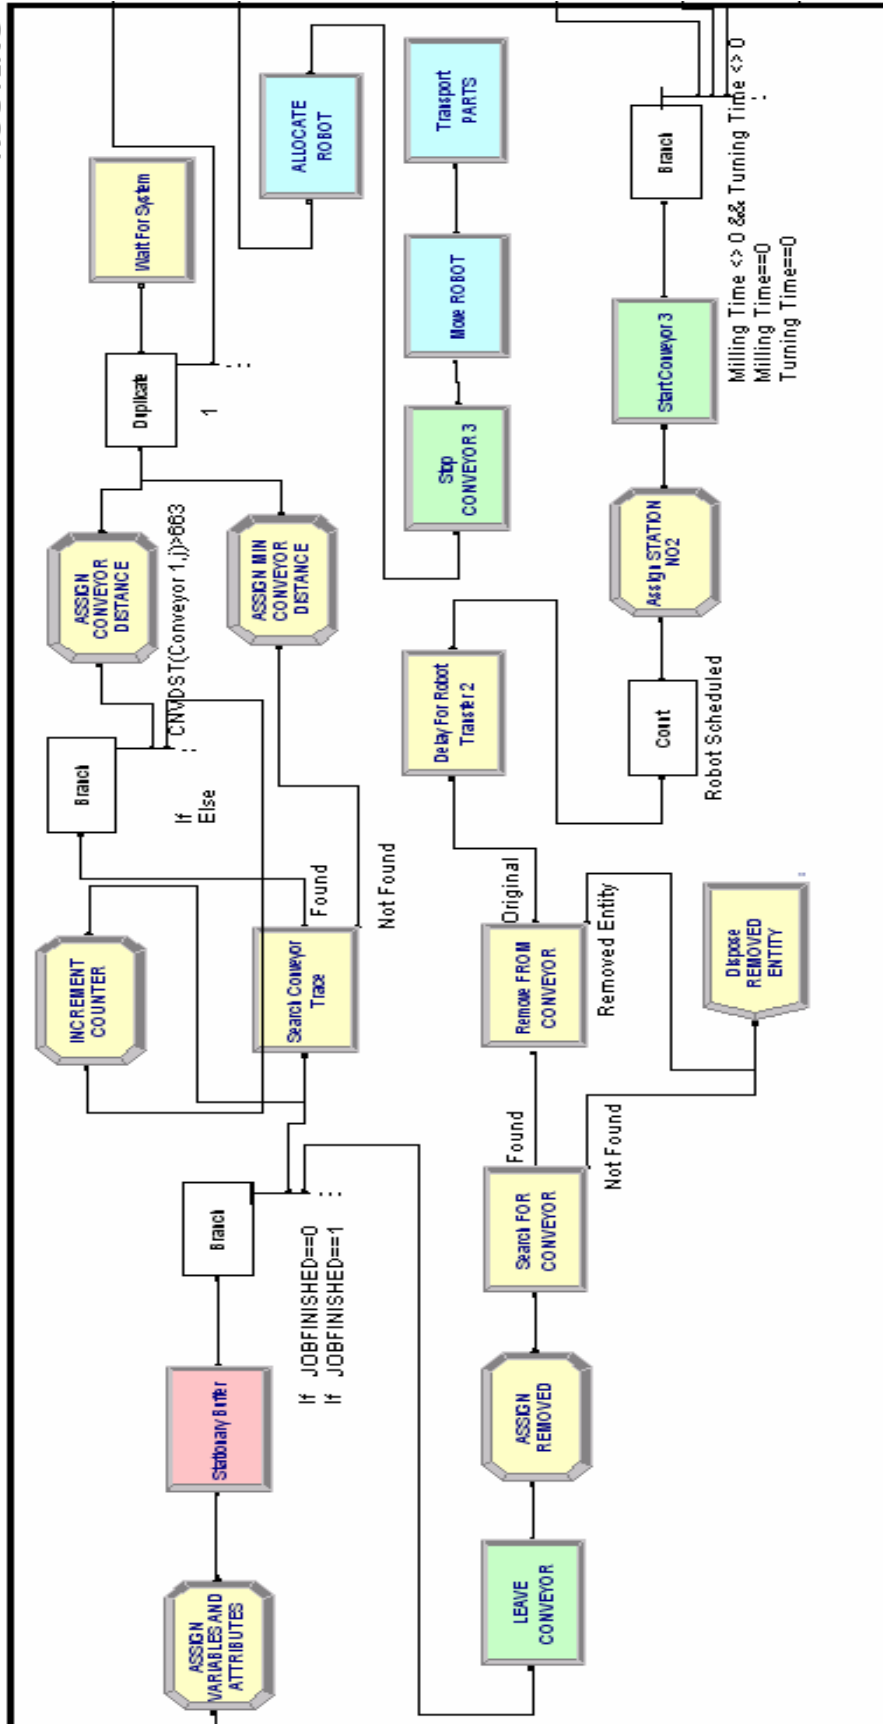 ASSIGN
VARIABLES AND
ATTRIBUTES
Stationary Buffer
Branch
If JOBFINISHED==0
If JOBFINISHED==1
INCREMENT
COUNTER
Search Conveyor
Trace
Found
Not Found
Branch
If
Else
CNVDST(Conveyor 1,j)>663
ASSIGN
CONVEYOR
DISTANCE
ASSIGN MIN
CONVEYOR
DISTANCE
Duplicate
1
Wait For System
ALLOCATE
ROBOT
Stop
CONVEYOR 3
Move ROBOT
Transport
PARTS
LEAVE
CONVEYOR
ASSIGN
REMOVED
Search FOR
CONVEYOR
Found
Not Found
Remove FROM
CONVEYOR
Original
Removed Entity
Dispose
REMOVED
ENTITY
Delay For Robot
Transfer 2
Count
Robot Scheduled
Assign STATION
NO2
Start Conveyor 3
Branch
Milling Time <> 0 && Turning Time <> 0
Milling Time==0
Turning Time==0